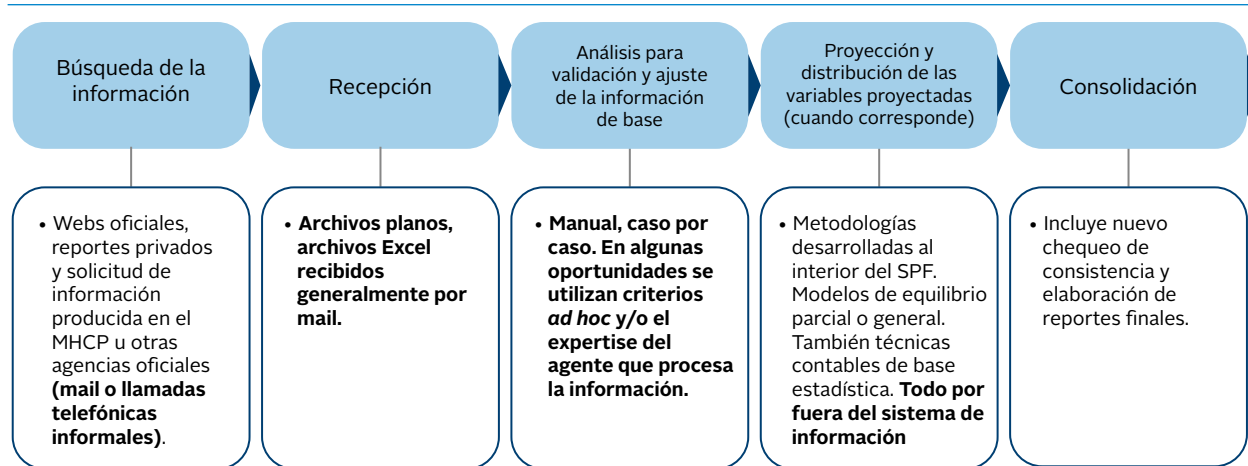 Búsqueda de la
información
Recepción
Análisis para
validación y ajuste
de la información
de base
Proyección y
distribución de las
variables proyectadas
(cuando corresponde)
Consolidación
• Webs oficiales,
reportes privados
y solicitud de
información
producida en el
MHCP u otras
agencias oficiales
(mail o llamadas
telefónicas
informales).
• Archivos planos,
archivos Excel
recibidos
generalmente por
mail.
• Manual, caso por
caso. En algunas
oportunidades se
utilizan criterios
ad hoc y/o el
expertise del
agente que procesa
la información.
• Metodologías
desarrolladas al
interior del SPF.
Modelos de equilibrio
parcial o general.
También técnicas
contables de base
estadística. Todo por
fuera del sistema de
información
• Incluye nuevo
chequeo de
consistencia y
elaboración de
reportes finales.